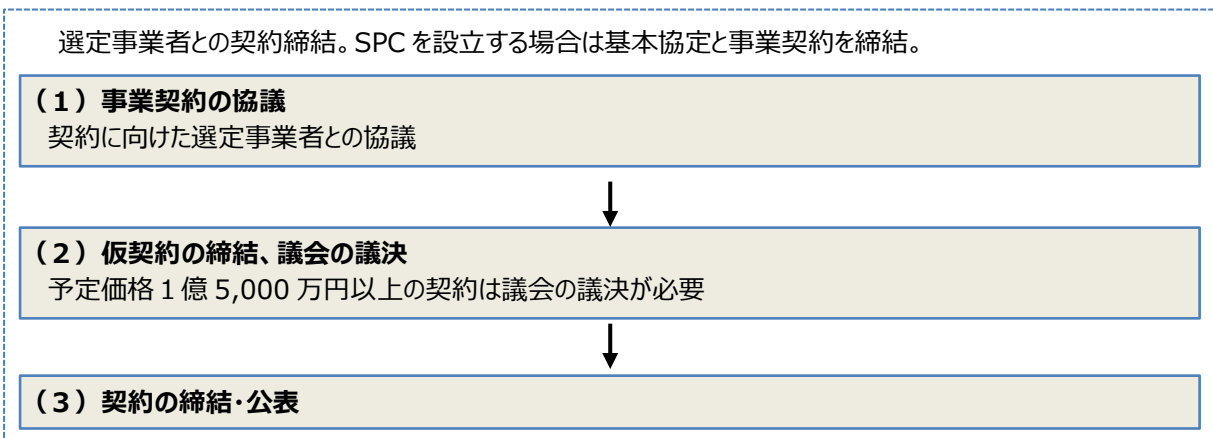 選定事業者との契約締結。SPC を設立する場合は基本協定と事業契約を締結。
（１）事業契約の協議
契約に向けた選定事業者との協議
（２）仮契約の締結、議会の議決
予定価格１億 5,000 万円以上の契約は議会の議決が必要
（３）契約の締結・公表